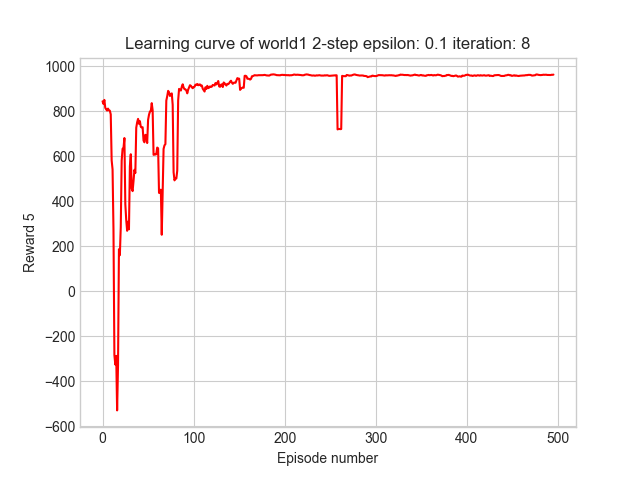 Learning curve of world1 2-step epsilon: 0.1 iteration: 8
1000
800
600
400
200
0
−200
−400
−600
Reward 5
0 100 200 300 400 500
Episode number